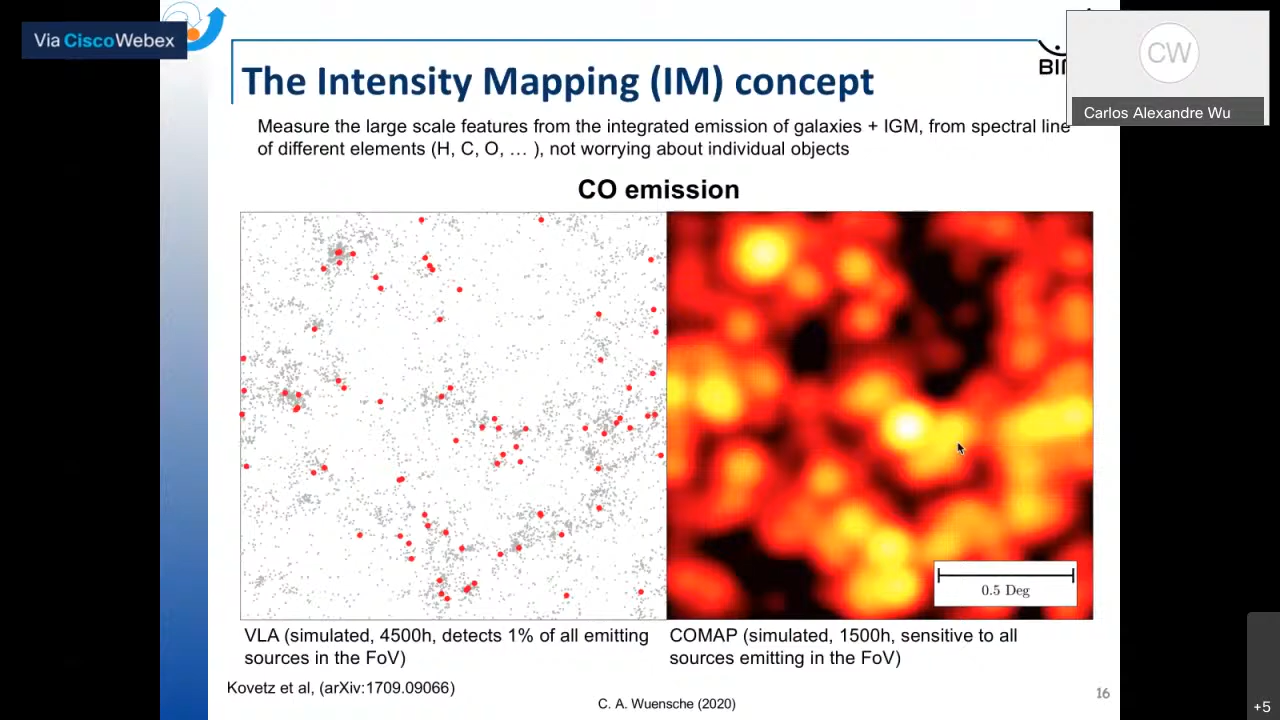 Via CiscoWebex
The Intensity Mapping (IM) concept
CW
Carlos Alexandre Wu
Measure the large scale features from the integrated emission of galaxies + IGM, from spectral line
of different elements (H, C, O, … ), not worrying about individual objects
CO emission
0.5 Deg
VLA (simulated, 4500h, detects 1% of all emitting
sources in the FoV)
COMAP (simulated, 1500h, sensitive to all
sources emitting in the FoV)
Kovetz et al, (arXiv:1709.09066)
C. A. Wuensche (2020)
16
+5